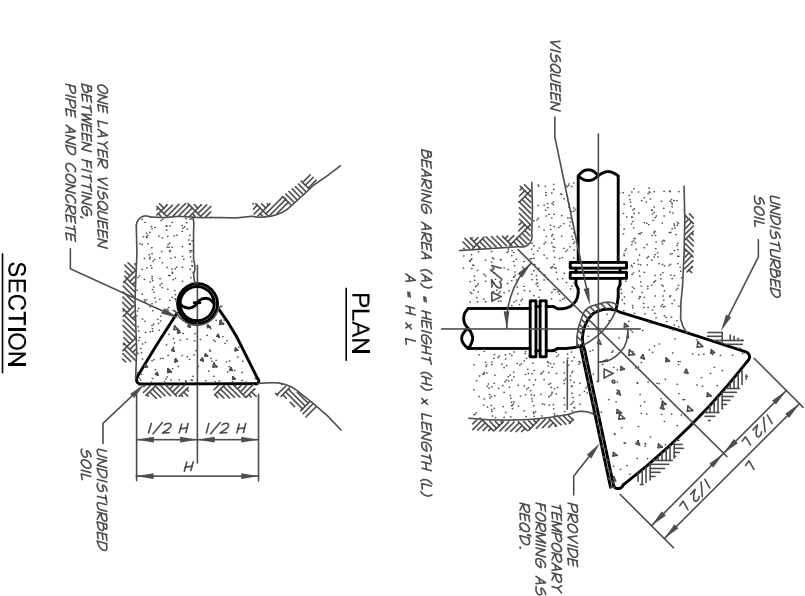 UNDISTURBED
SOIL
L
1/2 L
1/2 L
Δ
PROVIDE
TEMPORARY
FORMING AS
REQ'D.
VISQUEEN
1/2 Δ
BEARING AREA (A) = HEIGHT (H) x LENGTH (L)
A = H x L
PLAN
1/2 H
1/2 H
H
ONE LAYER VISQUEEN
BETWEEN FITTING,
PIPE AND CONCRETE
UNDISTURBED
SOIL
SECTION